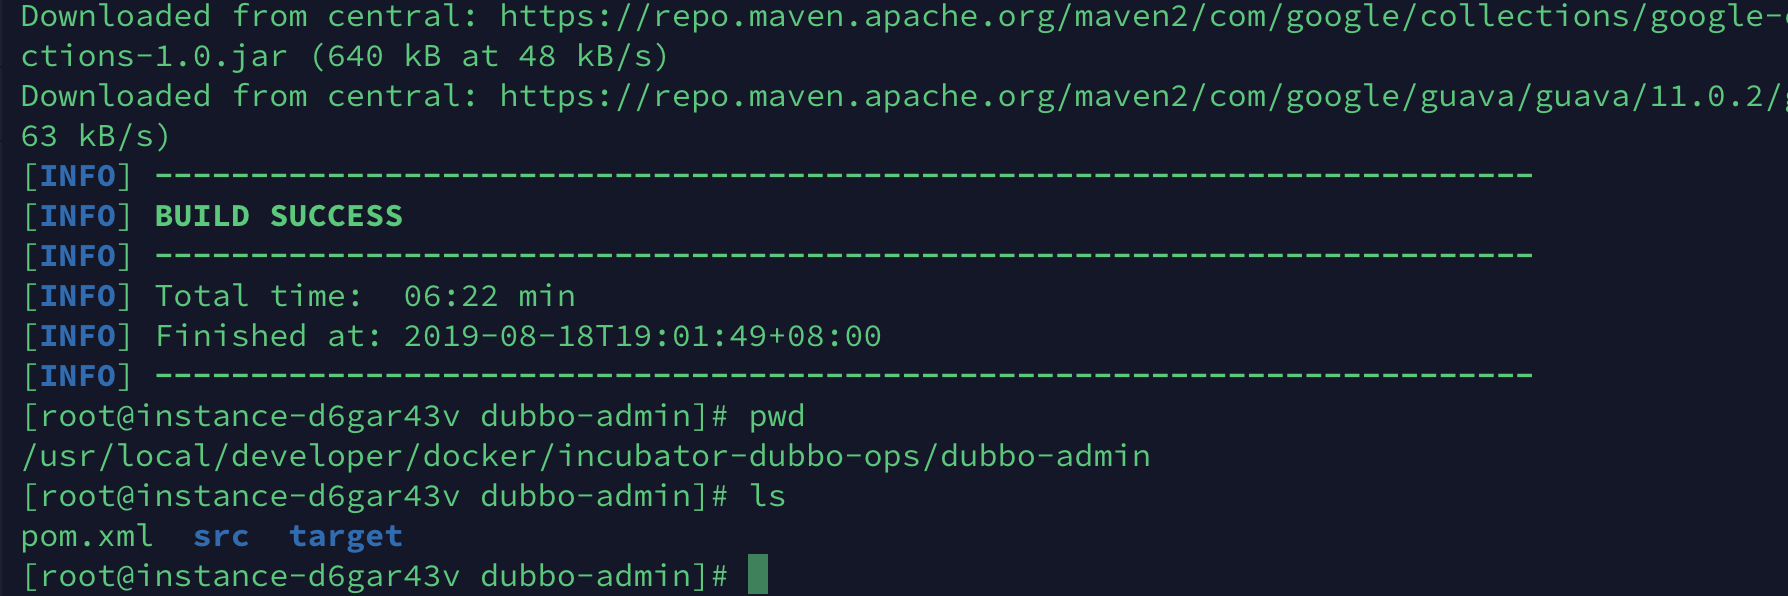 Downloaded from central: https://repo.maven.apache.org/maven2/com/google/collections/google-
ctions-1.0.jar (640 kB at 48 kB/s)
Downloaded from central: https://repo.maven.apache.org/maven2/com/google/guava/guava/11.0.2/
63 kB/s)
[INFO] ------------------------------------------------------------------------
[INFO] BUILD SUCCESS
[INFO] ------------------------------------------------------------------------
[INFO] Total time:  06:22 min
[INFO] Finished at: 2019-08-18T19:01:49+08:00
[INFO] ------------------------------------------------------------------------
[root@instance-d6gar43v dubbo-admin]# pwd
/usr/local/developer/docker/incubator-dubbo-ops/dubbo-admin
[root@instance-d6gar43v dubbo-admin]# ls
pom.xml  src  target
[root@instance-d6gar43v dubbo-admin]#